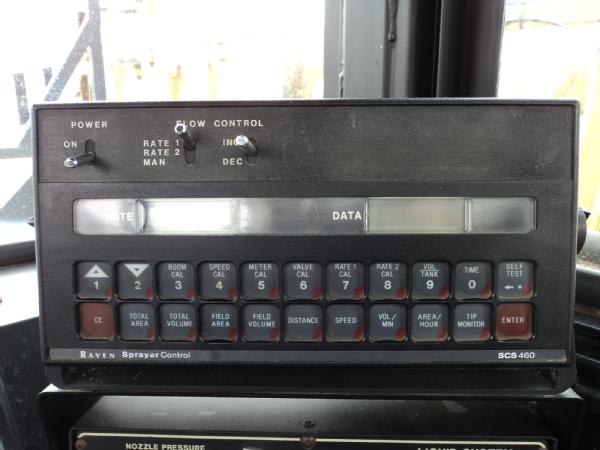 POWER FLOW CONTROL
ON RATE 1 INC
RATE 2
MAN DEC
RATE DATA
1 2 BOOM CAL 3 SPEED CAL 4 METER CAL 5 VALVE CAL 6 RATE 1 CAL 7 RATE 2 CAL 8 VOL TANK 9 TIME 0 SELF TEST
CE TOTAL AREA TOTAL VOLUME FIELD AREA FIELD VOLUME DISTANCE SPEED VOL/ MIN AREA/ HOUR TIP MONITOR ENTER
RAVEN Sprayer Control SCS 460
NOZZLE PRESSURE LIQUID SYSTEM